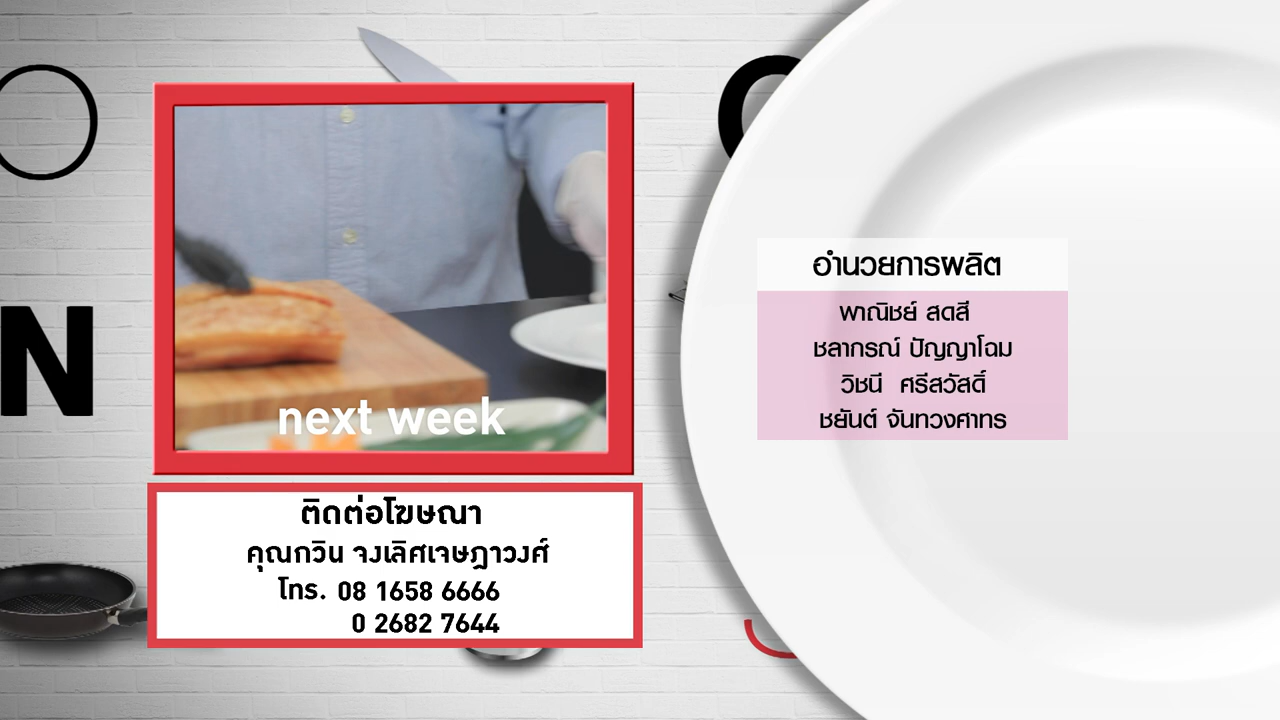 O
N
next week
ติดต่อโฆษณา
คุณกวิน จงเลิศเจษฎาวงศ์
โทร. 08 1658 6666
0 2682 7644
อำนวยการผลิต
พาณิชย์ สดสี
ชลากรณ์ ปัญญาโฉม
วิชนี ศรีสวัสดิ์
ชยันต์ จันทวงศาทร